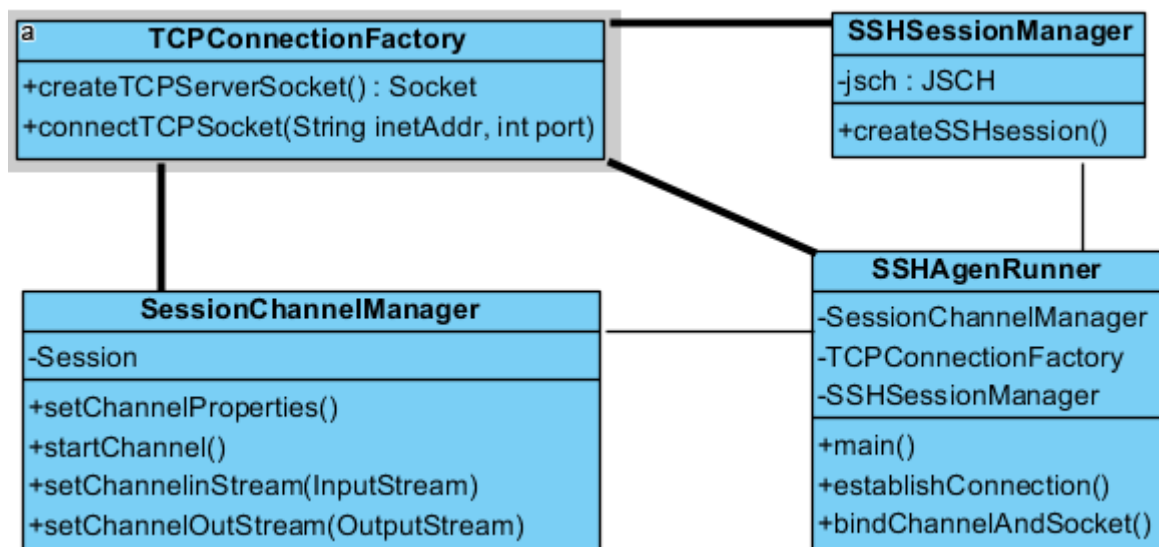 a
TCPConnectionFactory
+createTCPServerSocket() : Socket
+connectTCPSocket(String inetAddr, int port)
SSHSessionManager
-jsch : JSCH
+createSSHsession()
SessionChannelManager
-Session
+setChannelProperties()
+startChannel()
+setChannelinStream(InputStream)
+setChannelOutStream(OutputStream)
SSHAgenRunner
-SessionChannelManager
-TCPConnectionFactory
-SSHSessionManager
+main()
+establishConnection()
+bindChannelAndSocket()